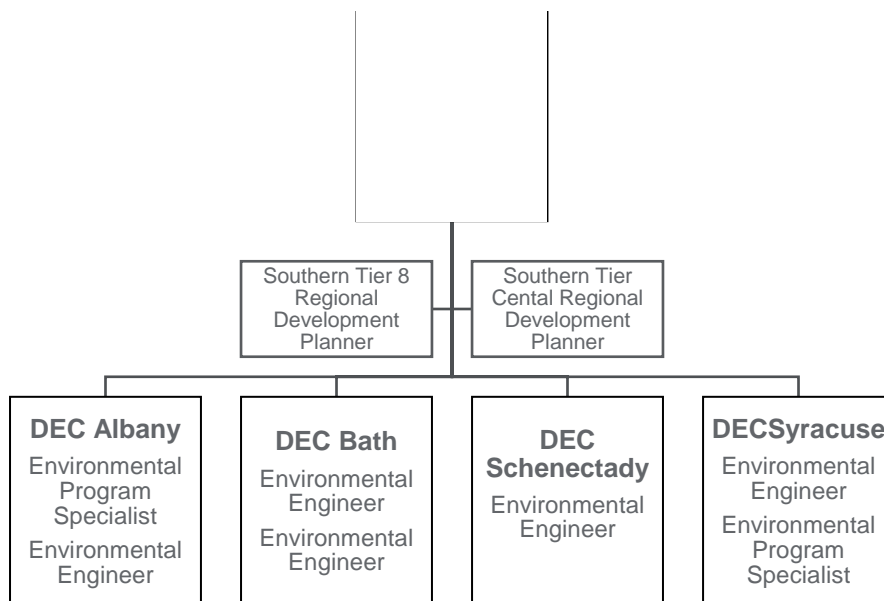 Southern Tier 8
Regional
Development
Planner
Southern Tier
Cental Regional
Development
Planner
DEC Albany
Environmental
Program
Specialist
Environmental
Engineer
DEC Bath
Environmental
Engineer
Environmental
Engineer
DEC
Schenectady
Environmental
Engineer
DECSyracuse
Environmental
Engineer
Environmental
Program
Specialist